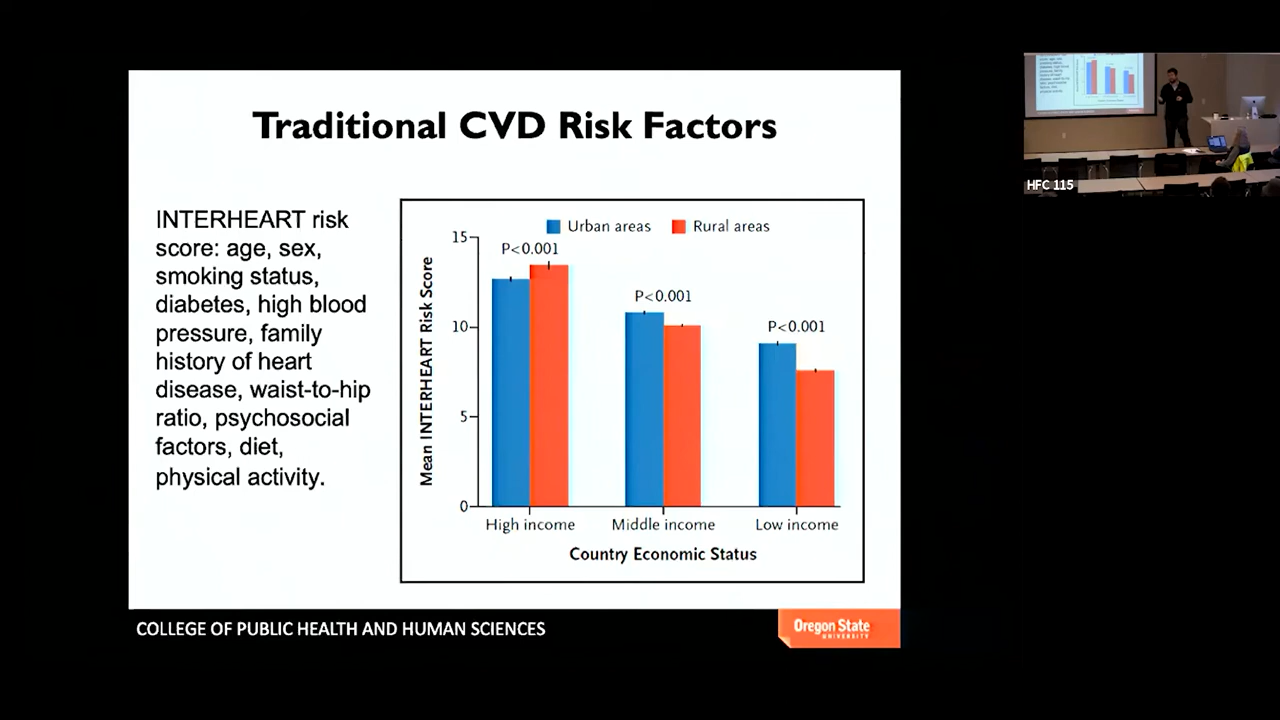 Traditional CVD Risk Factors
INTERHEART risk
score: age, sex,
smoking status,
diabetes, high blood
pressure, family
history of heart
disease, waist-to-hip
ratio, psychosocial
factors, diet,
physical activity.
Urban areas
Rural areas
Mean INTERHEART Risk Score
15
10
5
0
P<0.001
P<0.001
P<0.001
High income
Middle income
Low income
Country Economic Status
COLLEGE OF PUBLIC HEALTH AND HUMAN SCIENCES
Oregon State
UNIVERSITY
HFC 115